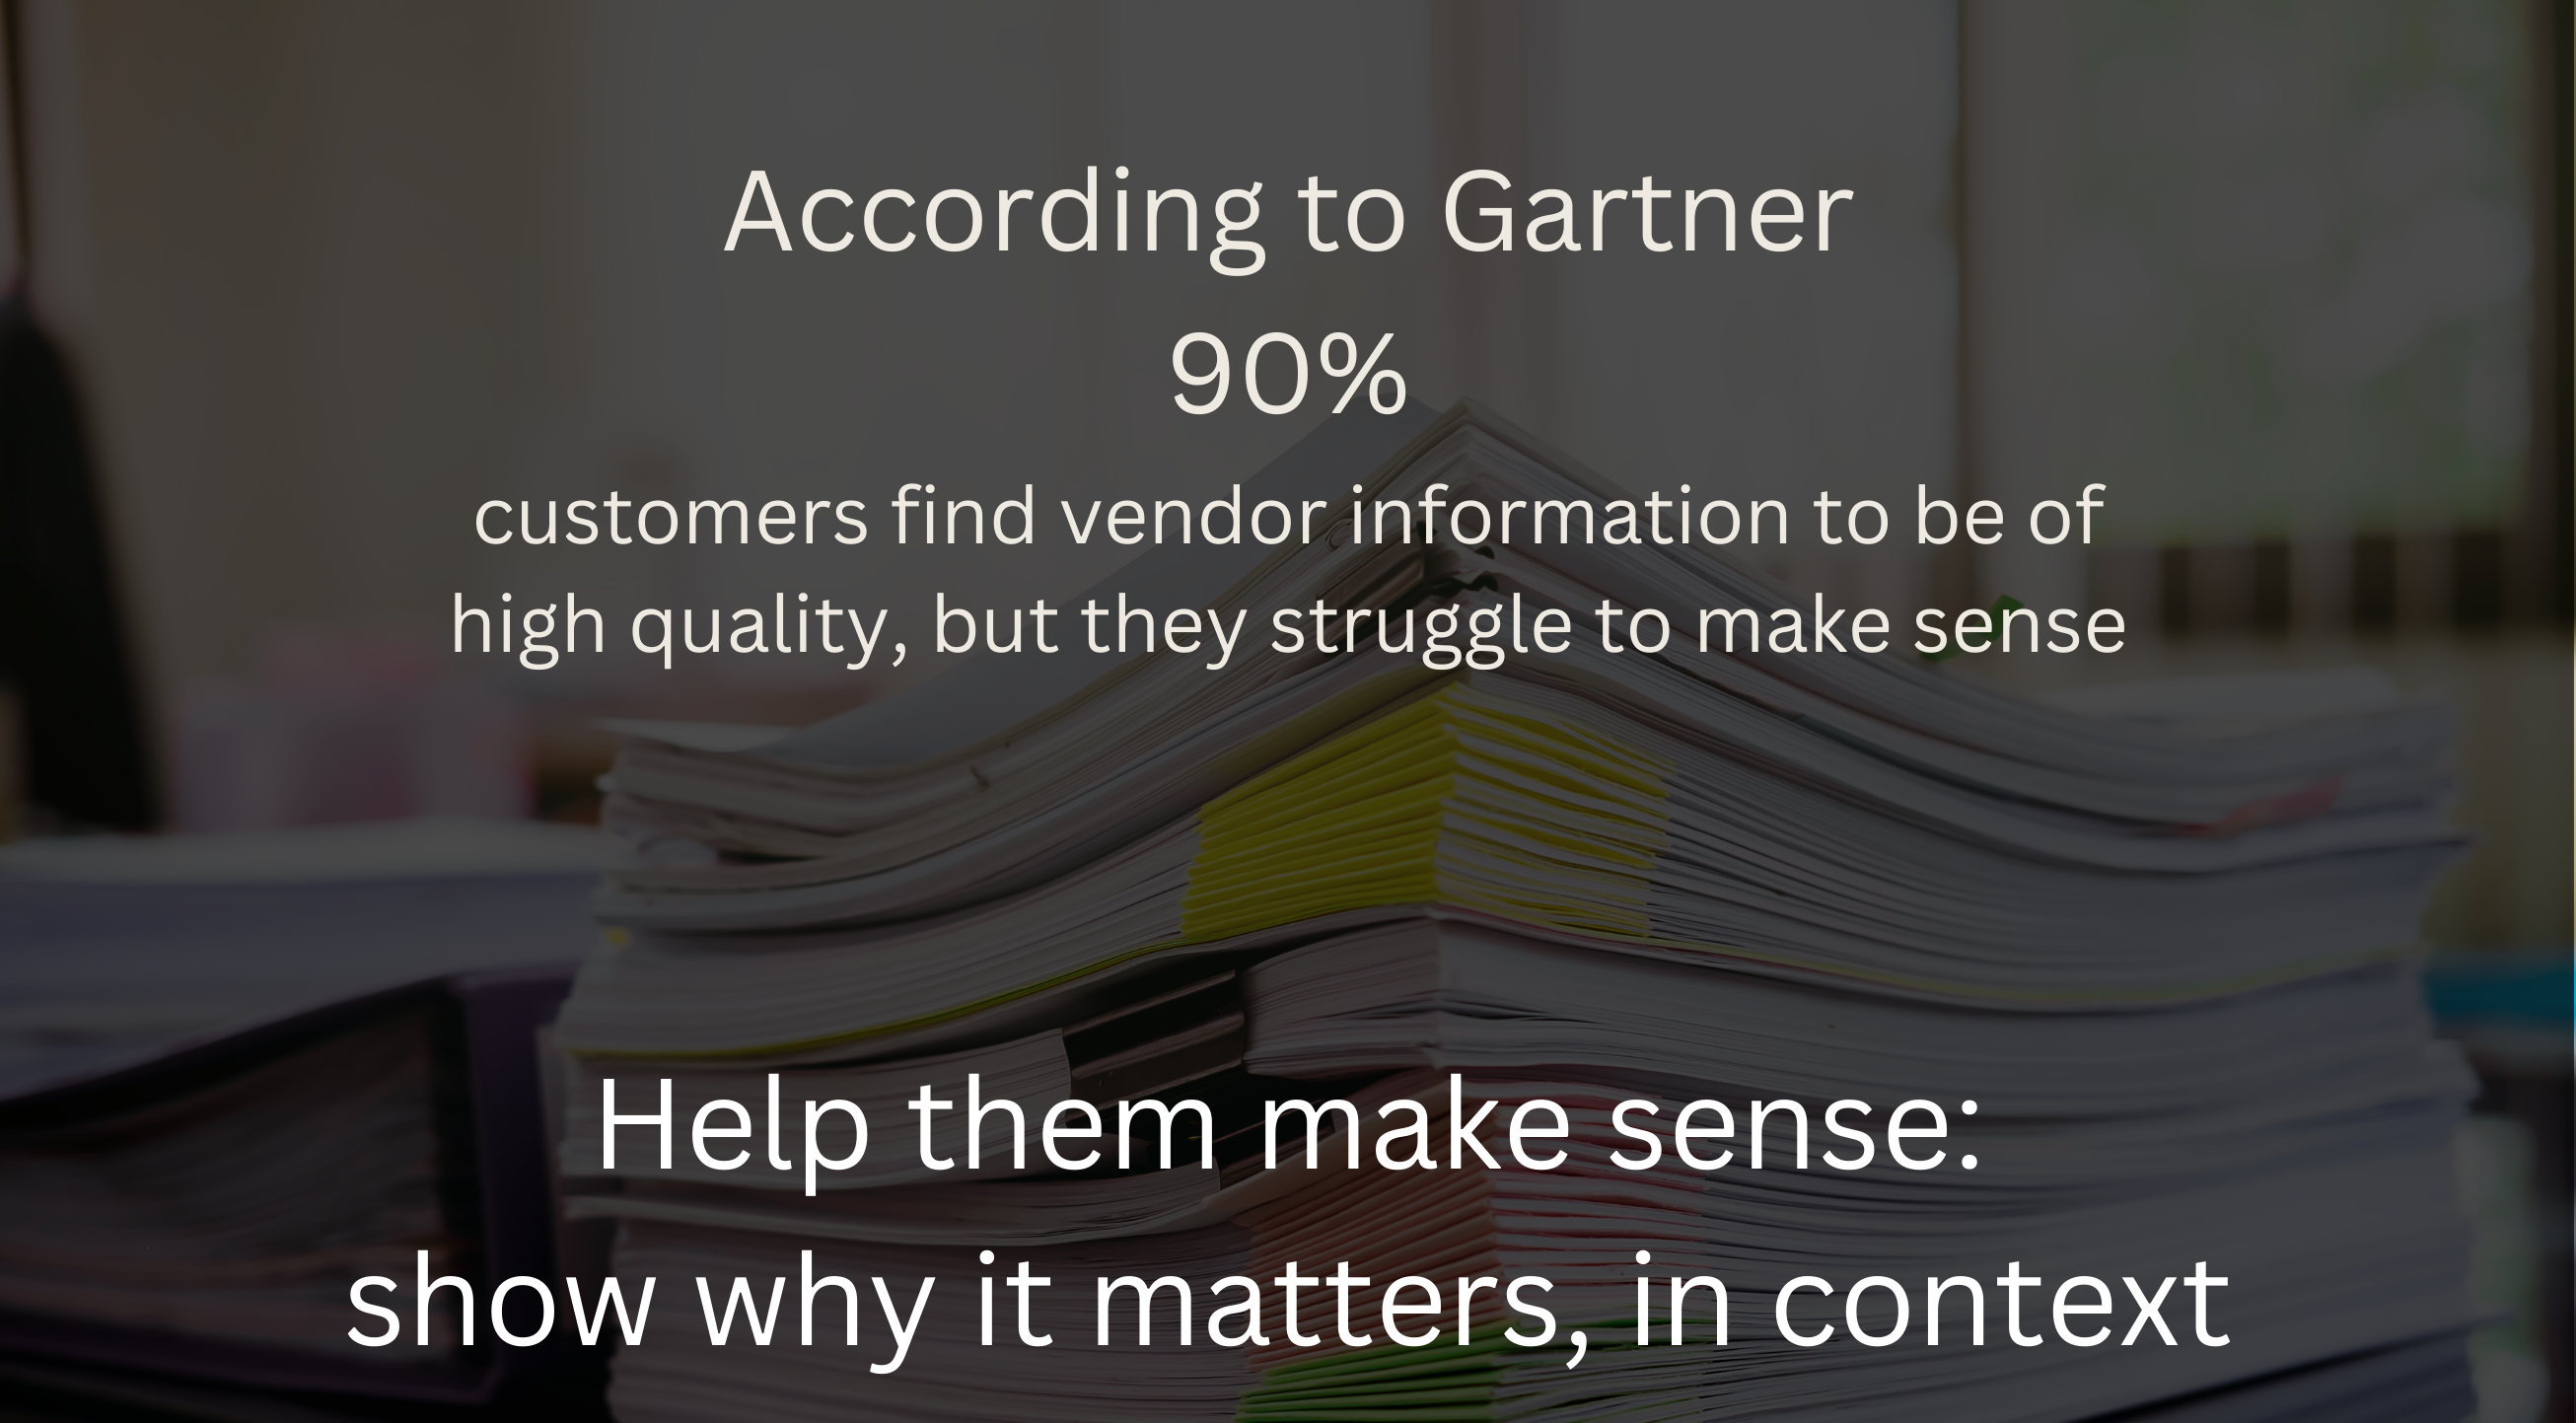 According to Gartner
90%
customers find vendor information to be of
high quality, but they struggle to make sense
Help them make sense:
show why it matters, in context